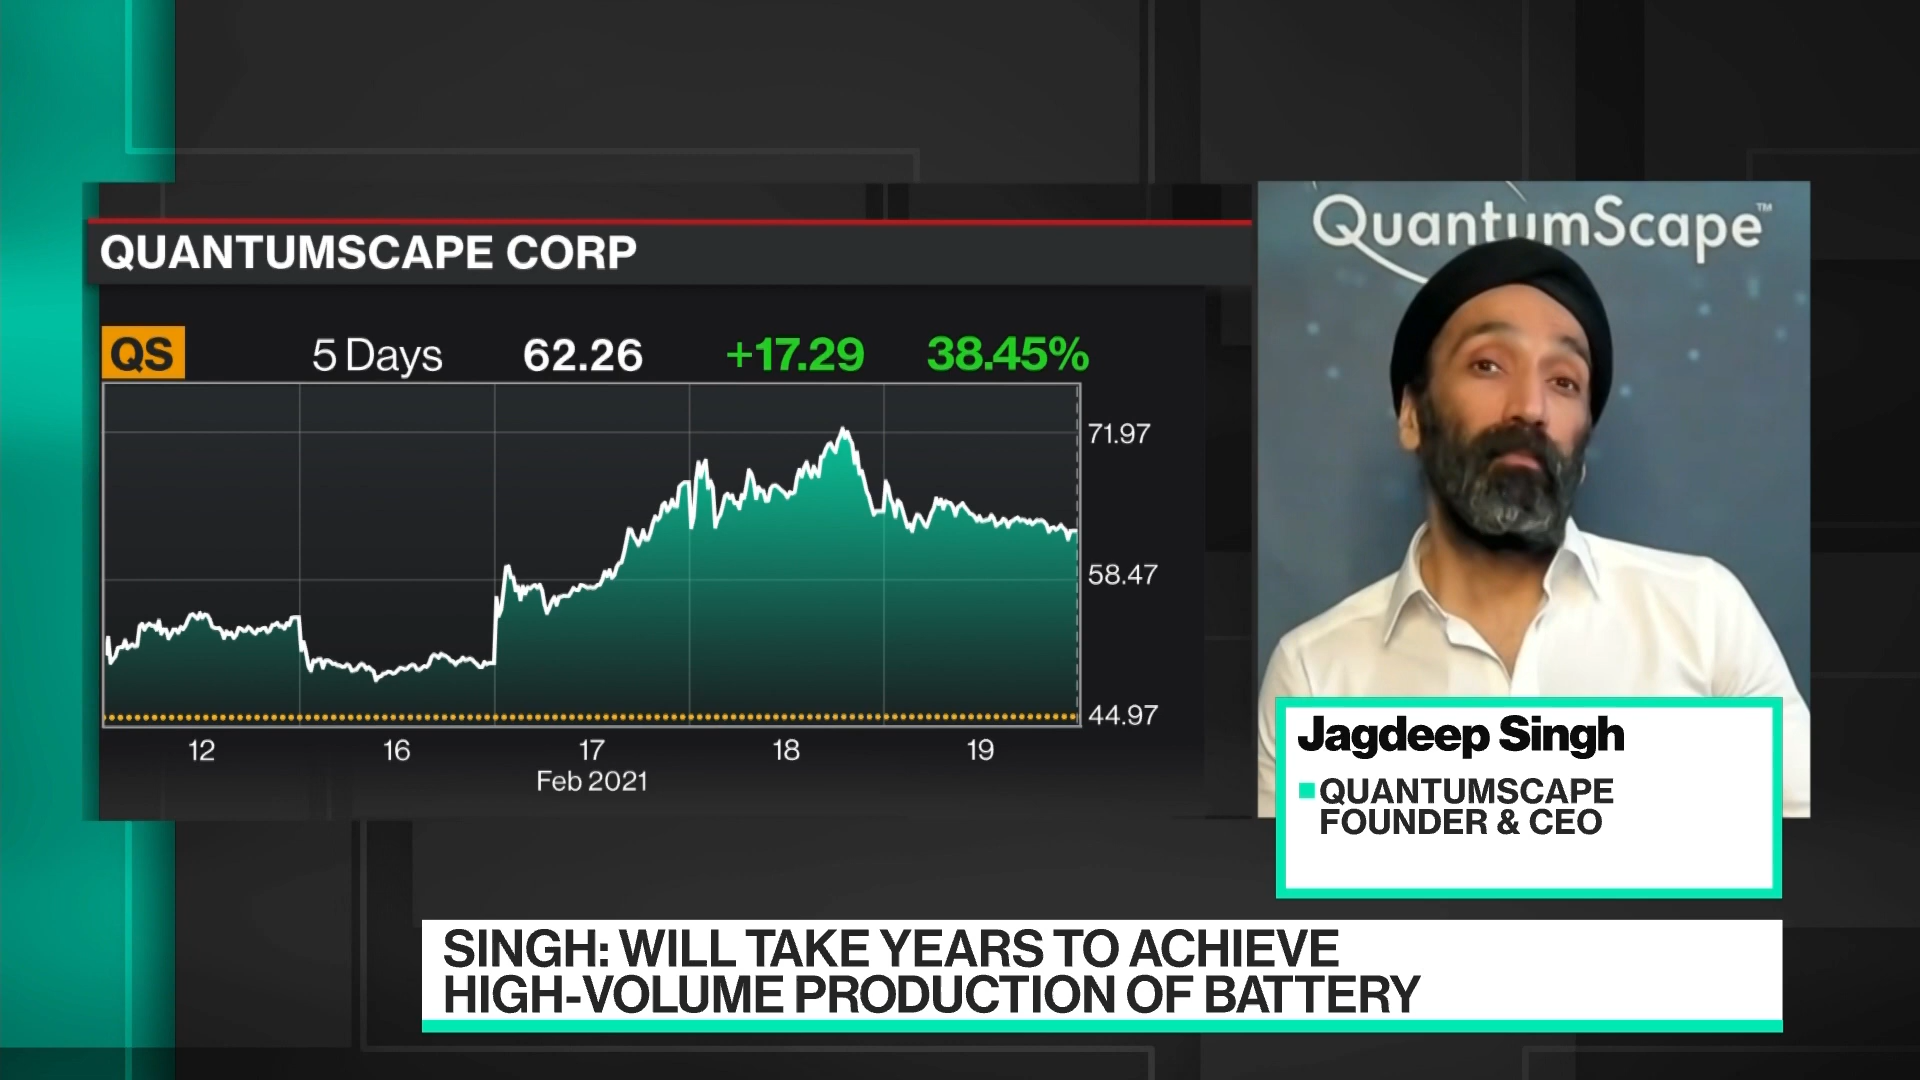 QuantumScape™
QUANTUMSCAPE CORP
QS 5 Days 62.26 +17.29 38.45%
71.97
58.47
44.97
12 16 17 18 19
Feb 2021
Jagdeep Singh
QUANTUMSCAPE
FOUNDER & CEO
SINGH: WILL TAKE YEARS TO ACHIEVE
HIGH-VOLUME PRODUCTION OF BATTERY